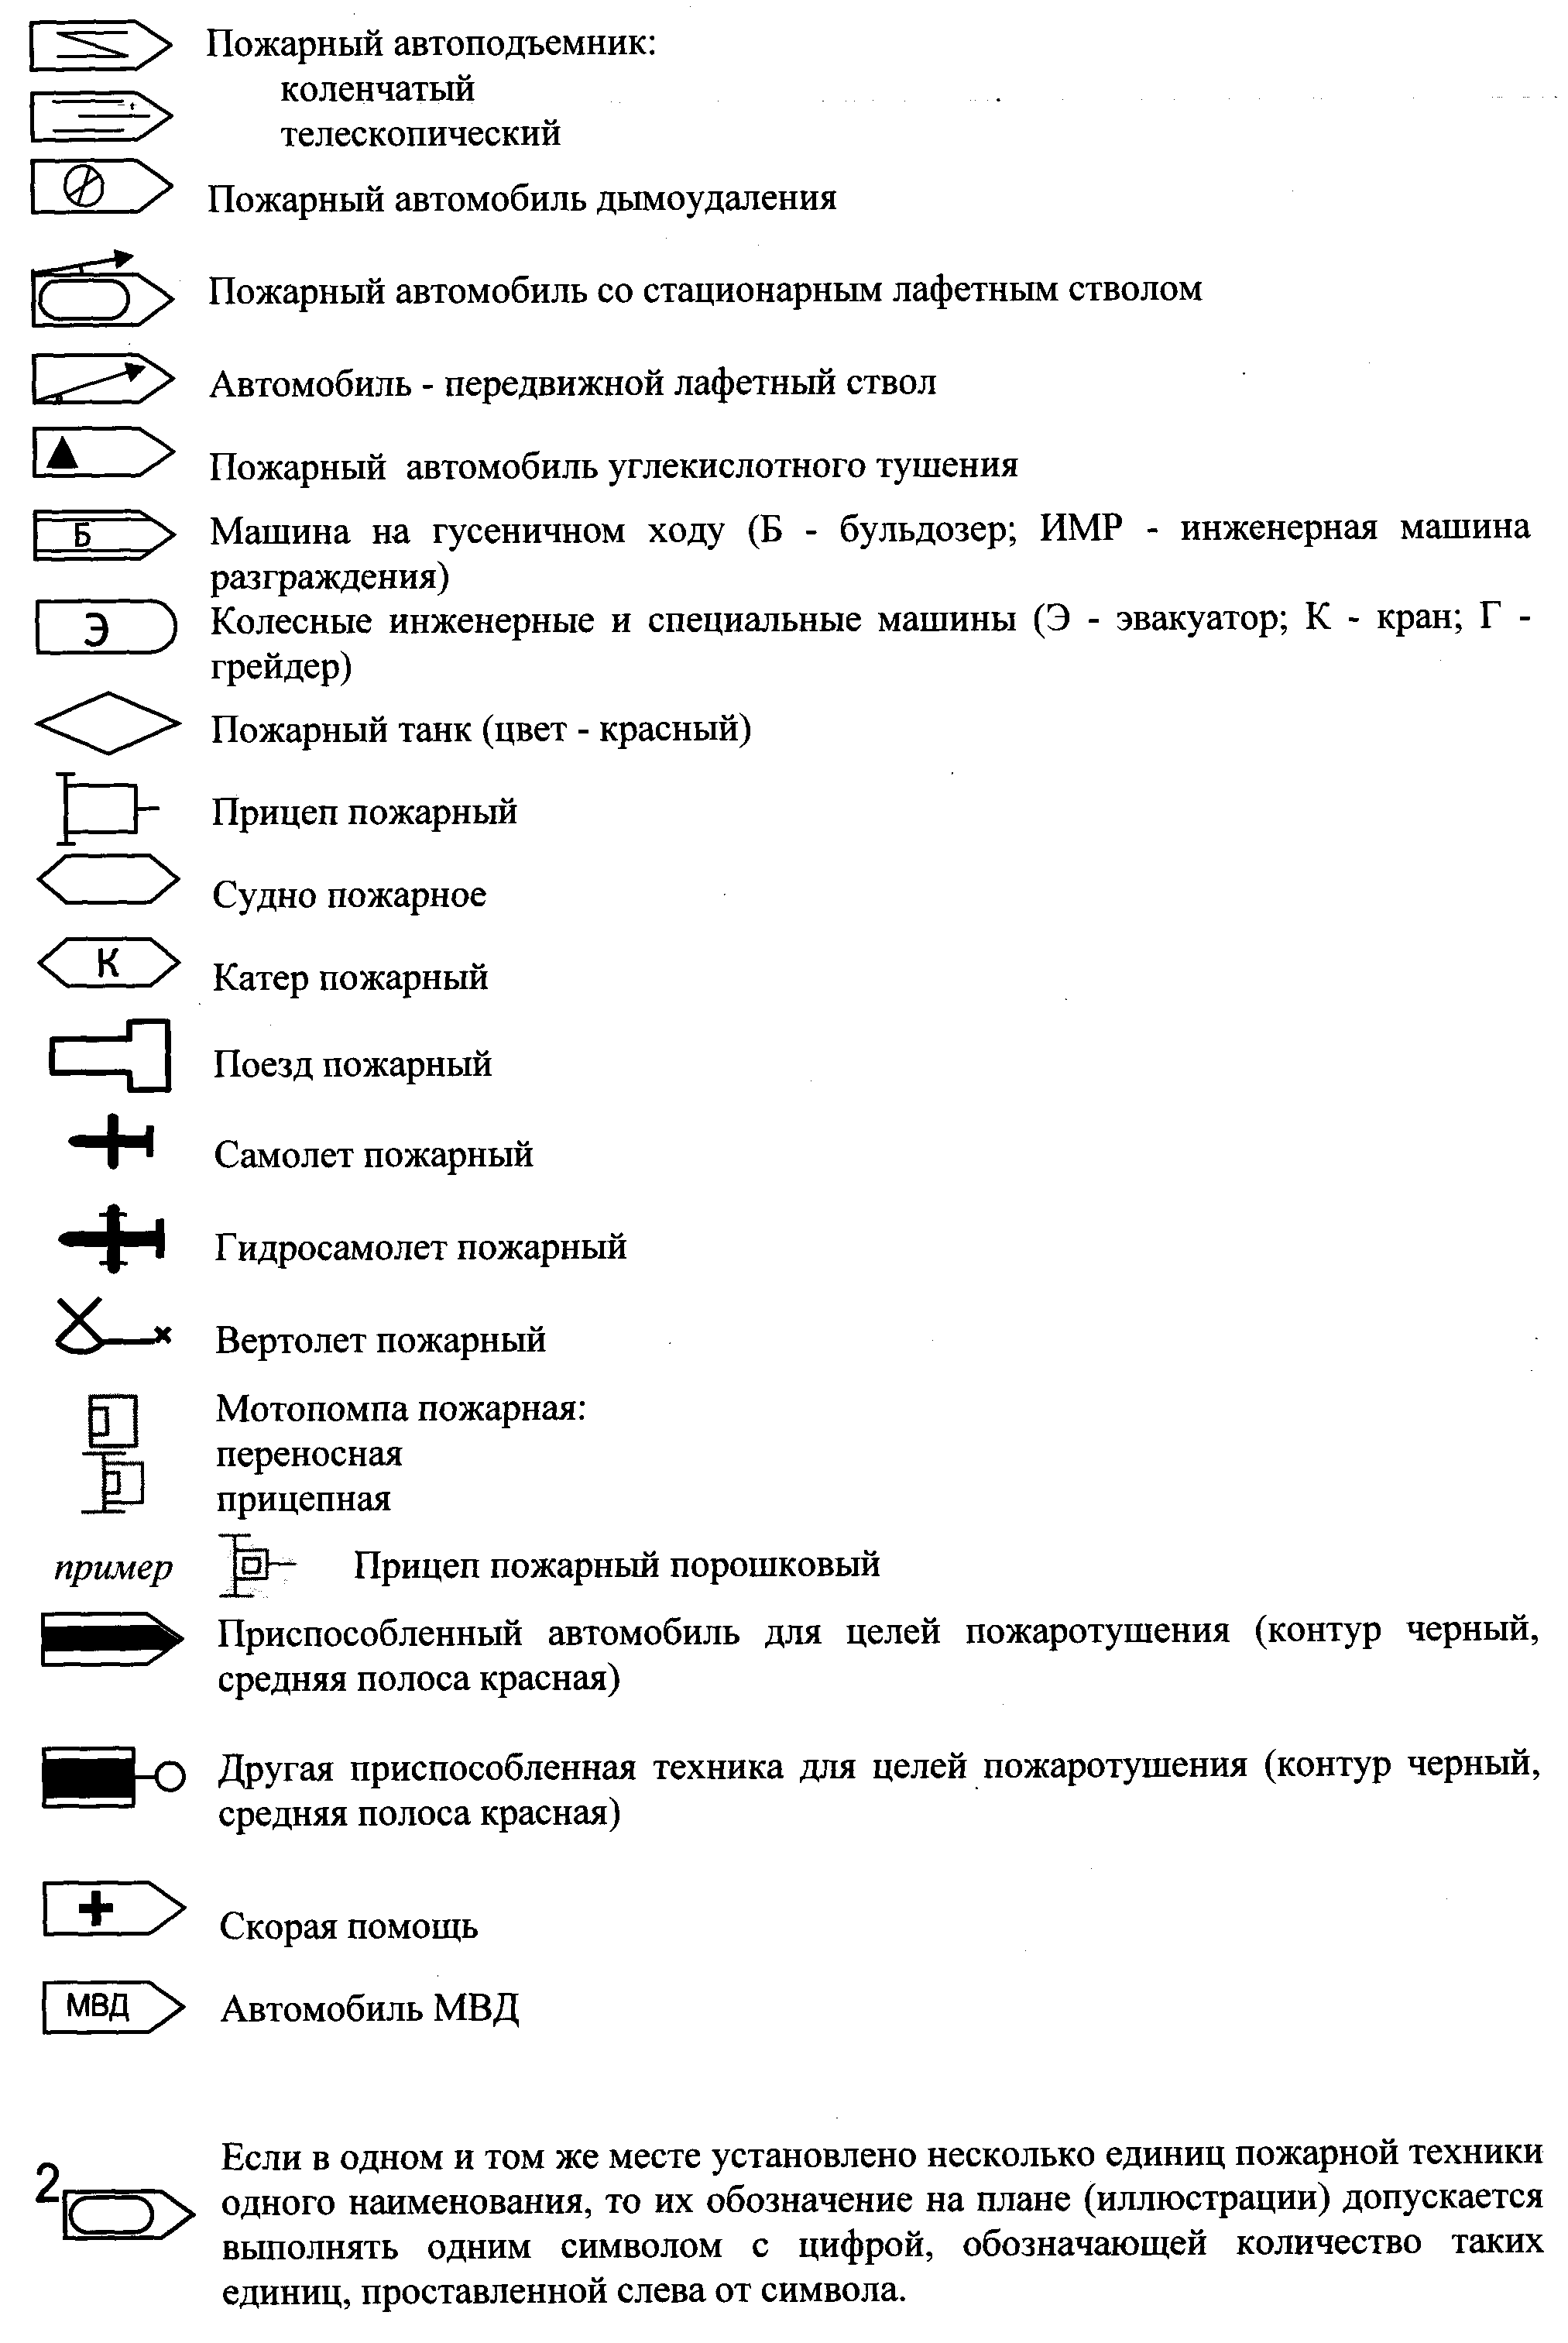 Пожарный автоподъемник:
коленчатый
телескопический
Пожарный автомобиль дымоудаления
Пожарный автомобиль со стационарным лафетным стволом
Автомобиль - передвижной лафетный ствол
Пожарный автомобиль углекислотного тушения
Б
Машина на гусеничном ходу (Б - бульдозер; ИМР - инженерная машина
разграждения)
Э
Колесные инженерные и специальные машины (Э - эвакуатор; К - кран; Г -
грейдер)
Пожарный танк (цвет - красный)
Прицеп пожарный
Судно пожарное
К
Катер пожарный
Поезд пожарный
Самолет пожарный
Гидросамолет пожарный
Вертолет пожарный
Мотопомпа пожарная:
переносная
прицепная
пример Прицеп пожарный порошковый
Приспособленный автомобиль для целей пожаротушения (контур черный,
средняя полоса красная)
Другая приспособленная техника для целей пожаротушения (контур черный,
средняя полоса красная)
Скорая помощь
МВД Автомобиль МВД
2
Если в одном и том же месте установлено несколько единиц пожарной техники
одного наименования, то их обозначение на плане (иллюстрации) допускается
выполнять одним символом с цифрой, обозначающей количество таких
единиц, проставленной слева от символа.